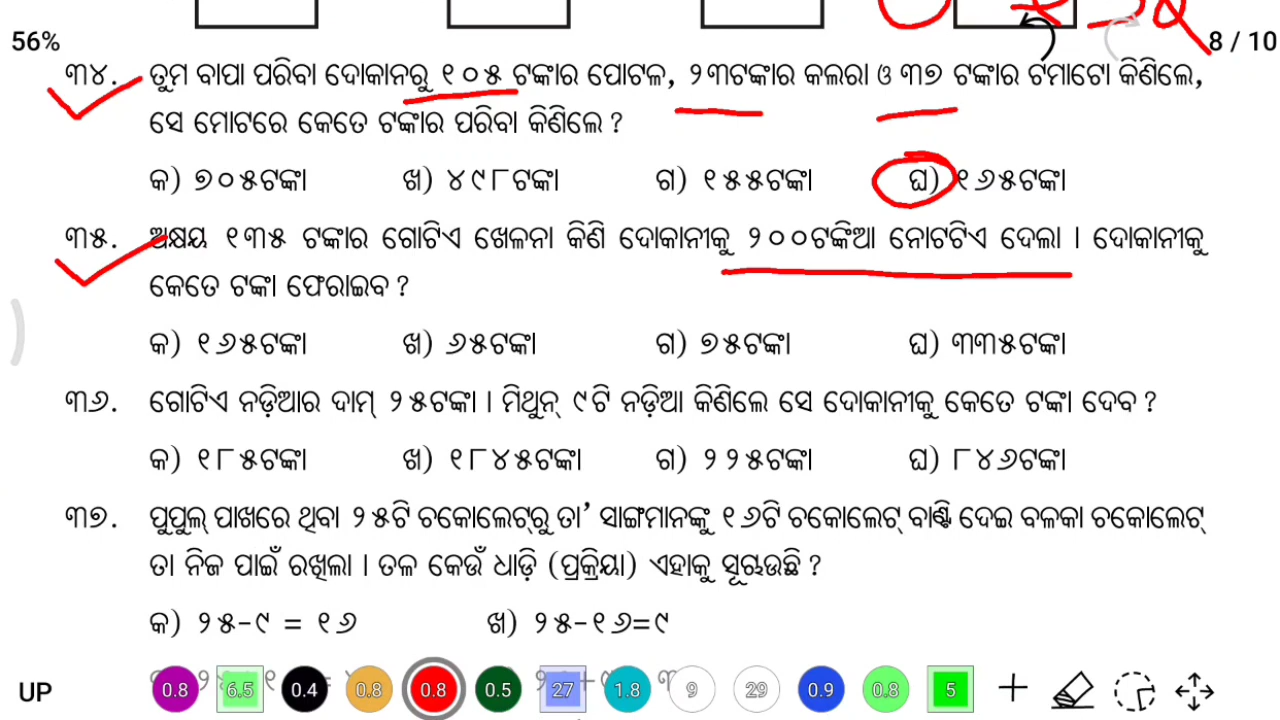 56%
8 / 10
୩୪. ତୁମ ବାପା ପରିବା ଦୋକାନରୁ ୧୦୫ ଟଙ୍କାର ପୋଟଳ, ୨୩ଟଙ୍କାର କଲରା ଓ ୩୭ ଟଙ୍କାର ଟମାଟୋ କିଣିଲେ,
ସେ ମୋଟରେ କେତେ ଟଙ୍କାର ପରିବା କିଣିଲେ ?
କ) ୭୦୫ଟଙ୍କା ଖ) ୪୯୮ଟଙ୍କା ଗ) ୧୫୫ଟଙ୍କା ଘ) ୧୬୫ଟଙ୍କା
୩୫. ଅକ୍ଷୟ ୧୩୫ ଟଙ୍କାର ଗୋଟିଏ ଖେଳନା କିଣି ଦୋକାନୀକୁ ୨୦୦ଟଙ୍କିଆ ନୋଟଟିଏ ଦେଲା । ଦୋକାନୀକୁ
କେତେ ଟଙ୍କା ଫେରାଇବ ?
କ) ୧୬୫ଟଙ୍କା ଖ) ୬୫ଟଙ୍କା ଗ) ୭୫ଟଙ୍କା ଘ) ୩୩୫ଟଙ୍କା
୩୬. ଗୋଟିଏ ନଡ଼ିଆର ଦାମ୍ ୨୫ଟଙ୍କା । ମିଥୁନ୍ ୯ଟି ନଡ଼ିଆ କିଣିଲେ ସେ ଦୋକାନୀକୁ କେତେ ଟଙ୍କା ଦେବ ?
କ) ୧୮୫ଟଙ୍କା ଖ) ୧୮୪୫ଟଙ୍କା ଗ) ୨୨୫ଟଙ୍କା ଘ) ୮୪୬ଟଙ୍କା
୩୭. ପୁପୁଲ୍ ପାଖରେ ଥିବା ୨୫ଟି ଚକୋଲେଟ୍‌ରୁ ତା’ ସାଙ୍ଗମାନଙ୍କୁ ୧୬ଟି ଚକୋଲେଟ୍ ବାଣ୍ଟି ଦେଇ ବଳକା ଚକୋଲେଟ୍
ତା ନିଜ ପାଇଁ ରଖିଲା । ତଳ କେଉଁ ଧାଡ଼ି (ପ୍ରକ୍ରିୟା) ଏହାକୁ ସୂଚାଉଛି ?
କ) ୨୫-୯ = ୧୬ ଖ) ୨୫-୧୬=୯
UP 0.8 6.5 0.4 0.8 0.8 0.5 27 1.8 9 29 0.9 0.8 5